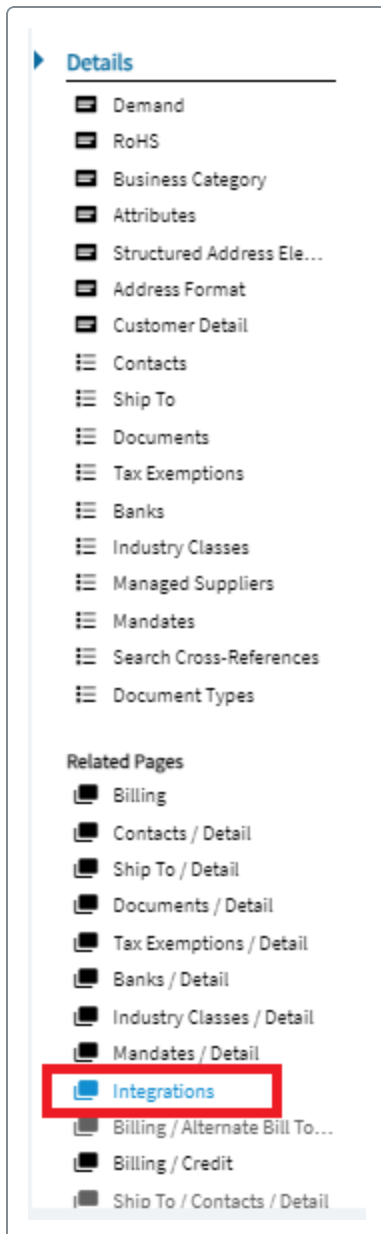 Details
Demand
RoHS
Business Category
Attributes
Structured Address Ele...
Address Format
Customer Detail
Contacts
Ship To
Documents
Tax Exemptions
Banks
Industry Classes
Managed Suppliers
Mandates
Search Cross-References
Document Types
Related Pages
Billing
Contacts / Detail
Ship To / Detail
Documents / Detail
Tax Exemptions / Detail
Banks / Detail
Industry Classes / Detail
Mandates / Detail
Integrations
Billing / Alternate Bill To...
Billing / Credit
Ship To / Contacts / Detail